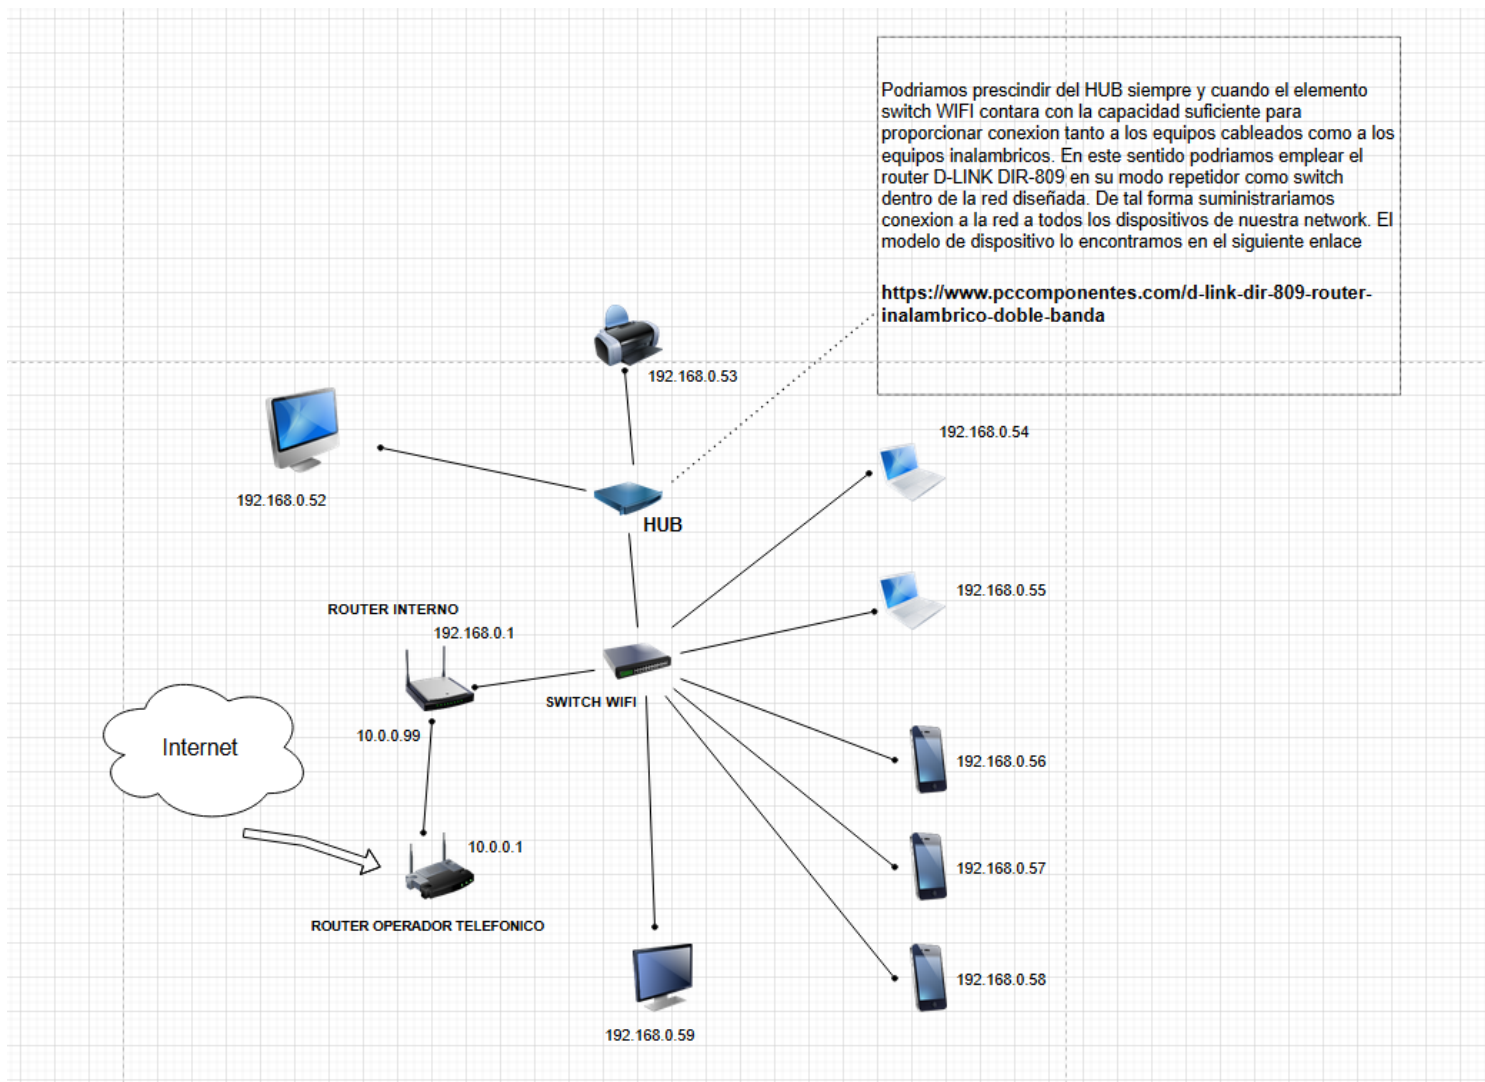 Podriamos prescindir del HUB siempre y cuando el elemento
switch WIFI contara con la capacidad suficiente para
proporcionar conexion tanto a los equipos cableados como a los
equipos inalambricos. En este sentido podriamos emplear el
router D-LINK DIR-809 en su modo repetidor como switch
dentro de la red diseñada. De tal forma suministrariamos
conexion a la red a todos los dispositivos de nuestra network. El
modelo de dispositivo lo encontramos en el siguiente enlace
https://www.pccomponentes.com/d-link-dir-809-router-
inalambrico-doble-banda
192.168.0.53
192.168.0.54
192.168.0.52
HUB
192.168.0.55
ROUTER INTERNO
192.168.0.1
SWITCH WIFI
10.0.0.99
Internet
192.168.0.56
10.0.0.1
192.168.0.57
ROUTER OPERADOR TELEFONICO
192.168.0.58
192.168.0.59